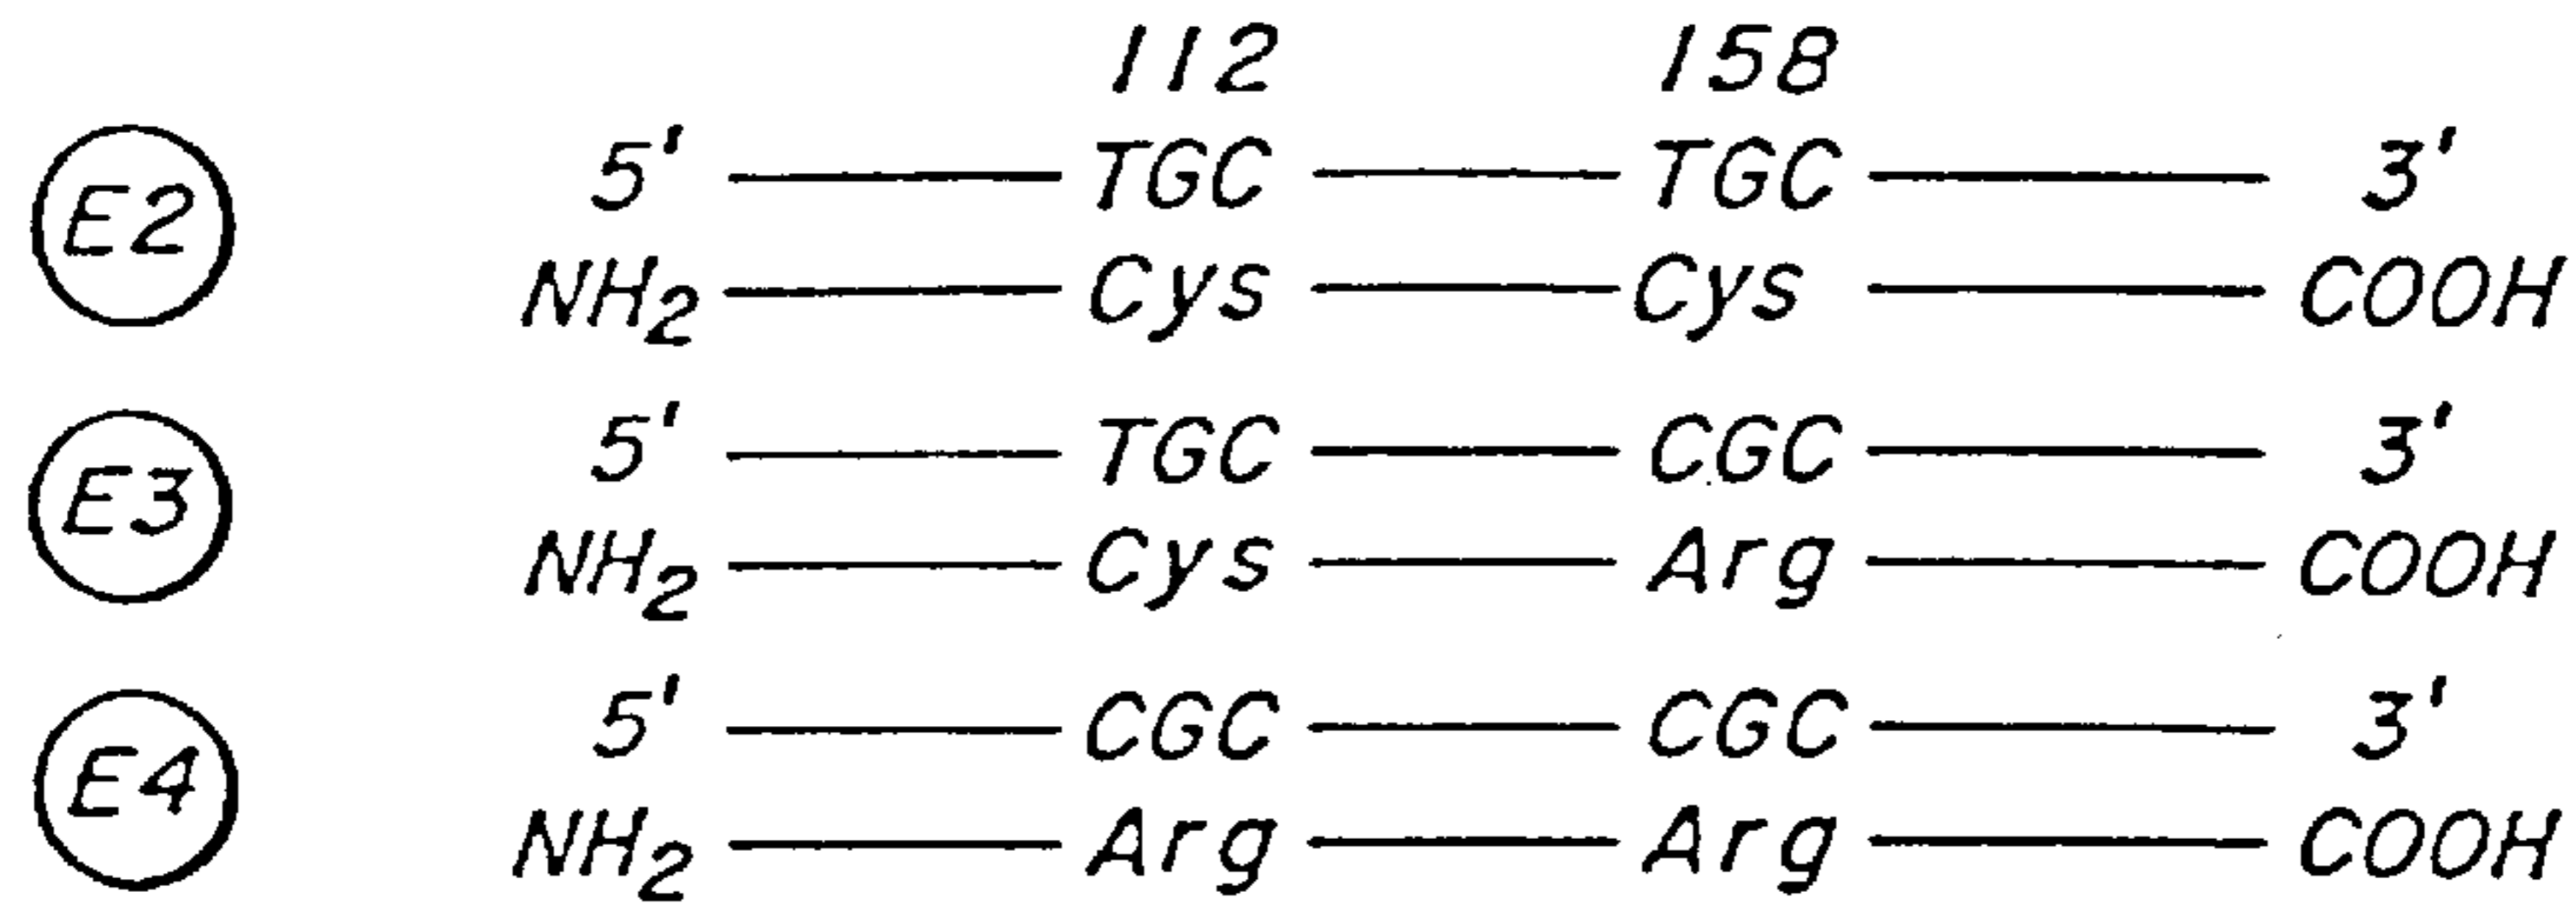 112 158
5' TGC TGC 3'
E2
NH2 Cys Cys COOH
5' TGC CGC 3'
E3
NH2 Cys Arg COOH
5' CGC CGC 3'
E4
NH2 Arg Arg COOH